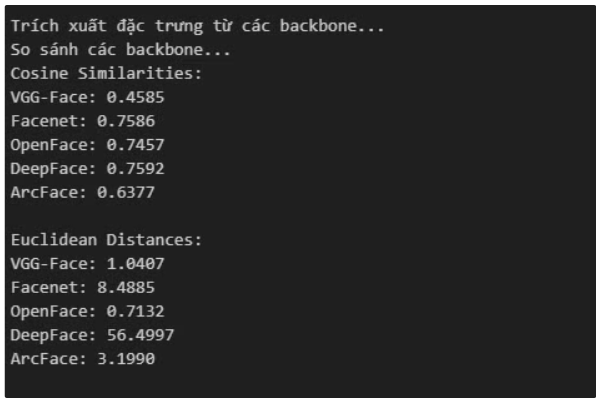 Trích xuất đặc trưng từ các backbone...
So sánh các backbone...
Cosine Similarities:
VGG-Face: 0.4585
Facenet: 0.7586
OpenFace: 0.7457
DeepFace: 0.7592
ArcFace: 0.6377

Euclidean Distances:
VGG-Face: 1.0407
Facenet: 8.4885
OpenFace: 0.7132
DeepFace: 56.4997
ArcFace: 3.1990